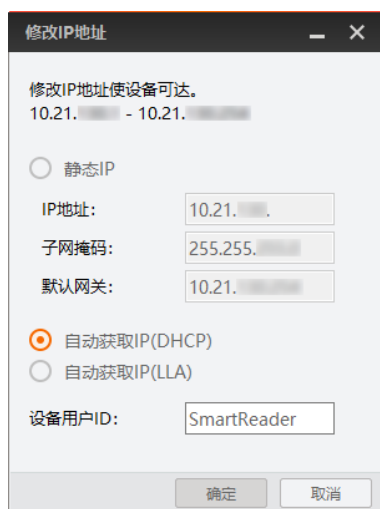 修改IP地址
修改IP地址使设备可达。
10.21. - 10.21.
静态IP
IP地址: 10.21. .
子网掩码: 255.255.
默认网关: 10.21.
自动获取IP(DHCP)
自动获取IP(LLA)
设备用户ID: SmartReader
确定 取消